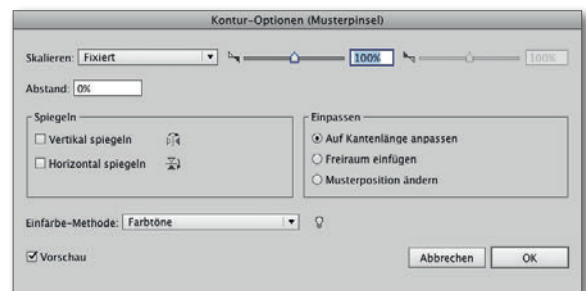 Kontur-Optionen (Musterpinsel)
Skalieren: Fixiert 100% 100%
Abstand: 0%
Spiegeln
Vertikal spiegeln
Horizontal spiegeln
Einpassen
Auf Kantenlänge anpassen
Freiraum einfügen
Musterposition ändern
Einfärbe-Methode: Farbtöne
Vorschau
Abbrechen OK